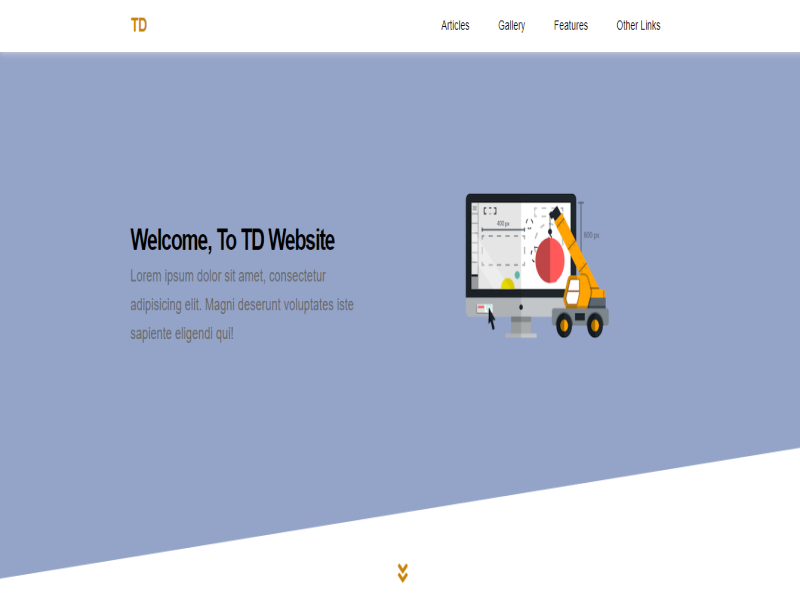 TD
Articles
Gallery
Features
Other Links
Welcome, To TD Website
Lorem ipsum dolor sit amet, consectetur
adipisicing elit. Magni deserunt voluptates iste
sapiente eligendi qui!
400 px
600 px